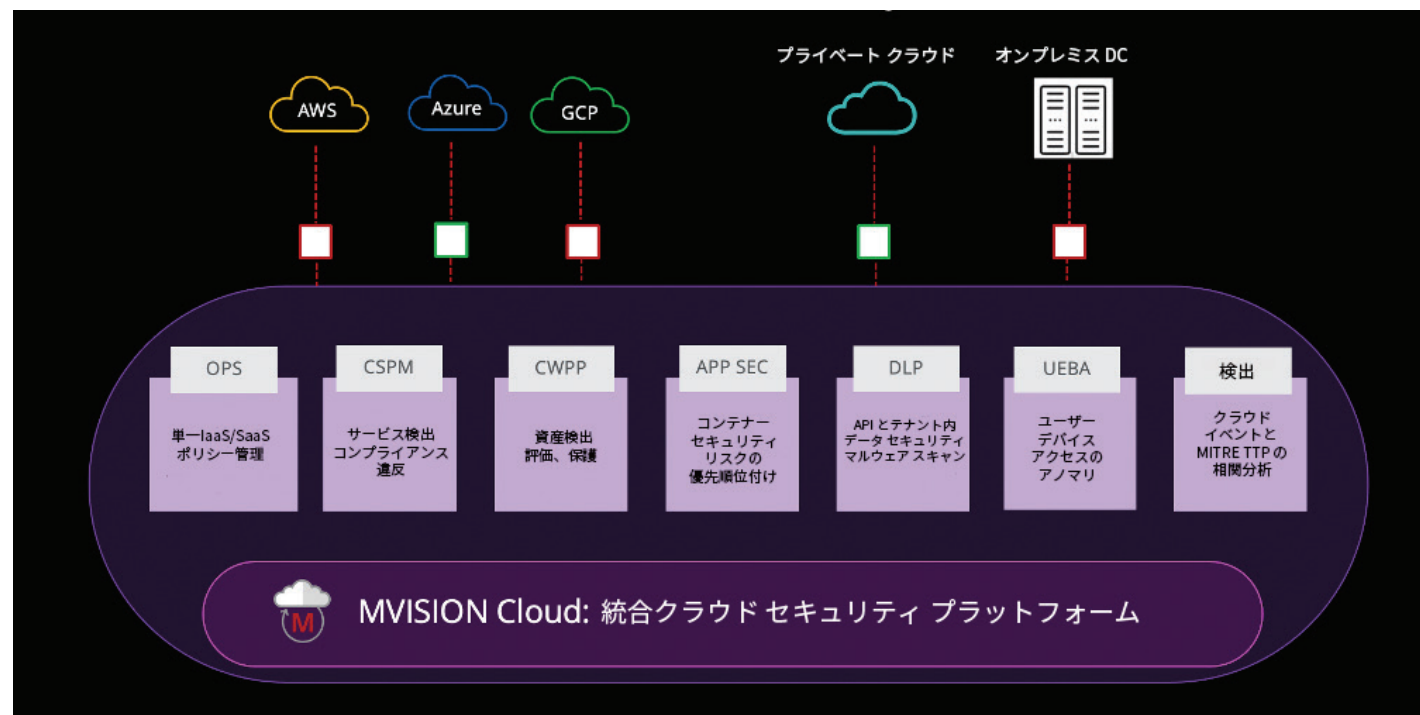 プライベート クラウド
オンプレミス DC
AWS
Azure
GCP
OPS
単一IaaS/SaaS
ポリシー管理
CSPM
サービス検出
コンプライアンス
違反
CWPP
資産検出
評価、保護
APP SEC
コンテナー
セキュリティ
リスクの
優先順位付け
DLP
API とテナント内
データ セキュリティ
マルウェア スキャン
UEBA
ユーザー
デバイス
アクセスの
アノマリ
検出
クラウド
イベントと
MITRE TTP の
相関分析
M
MVISION Cloud: 統合クラウド セキュリティ プラットフォーム